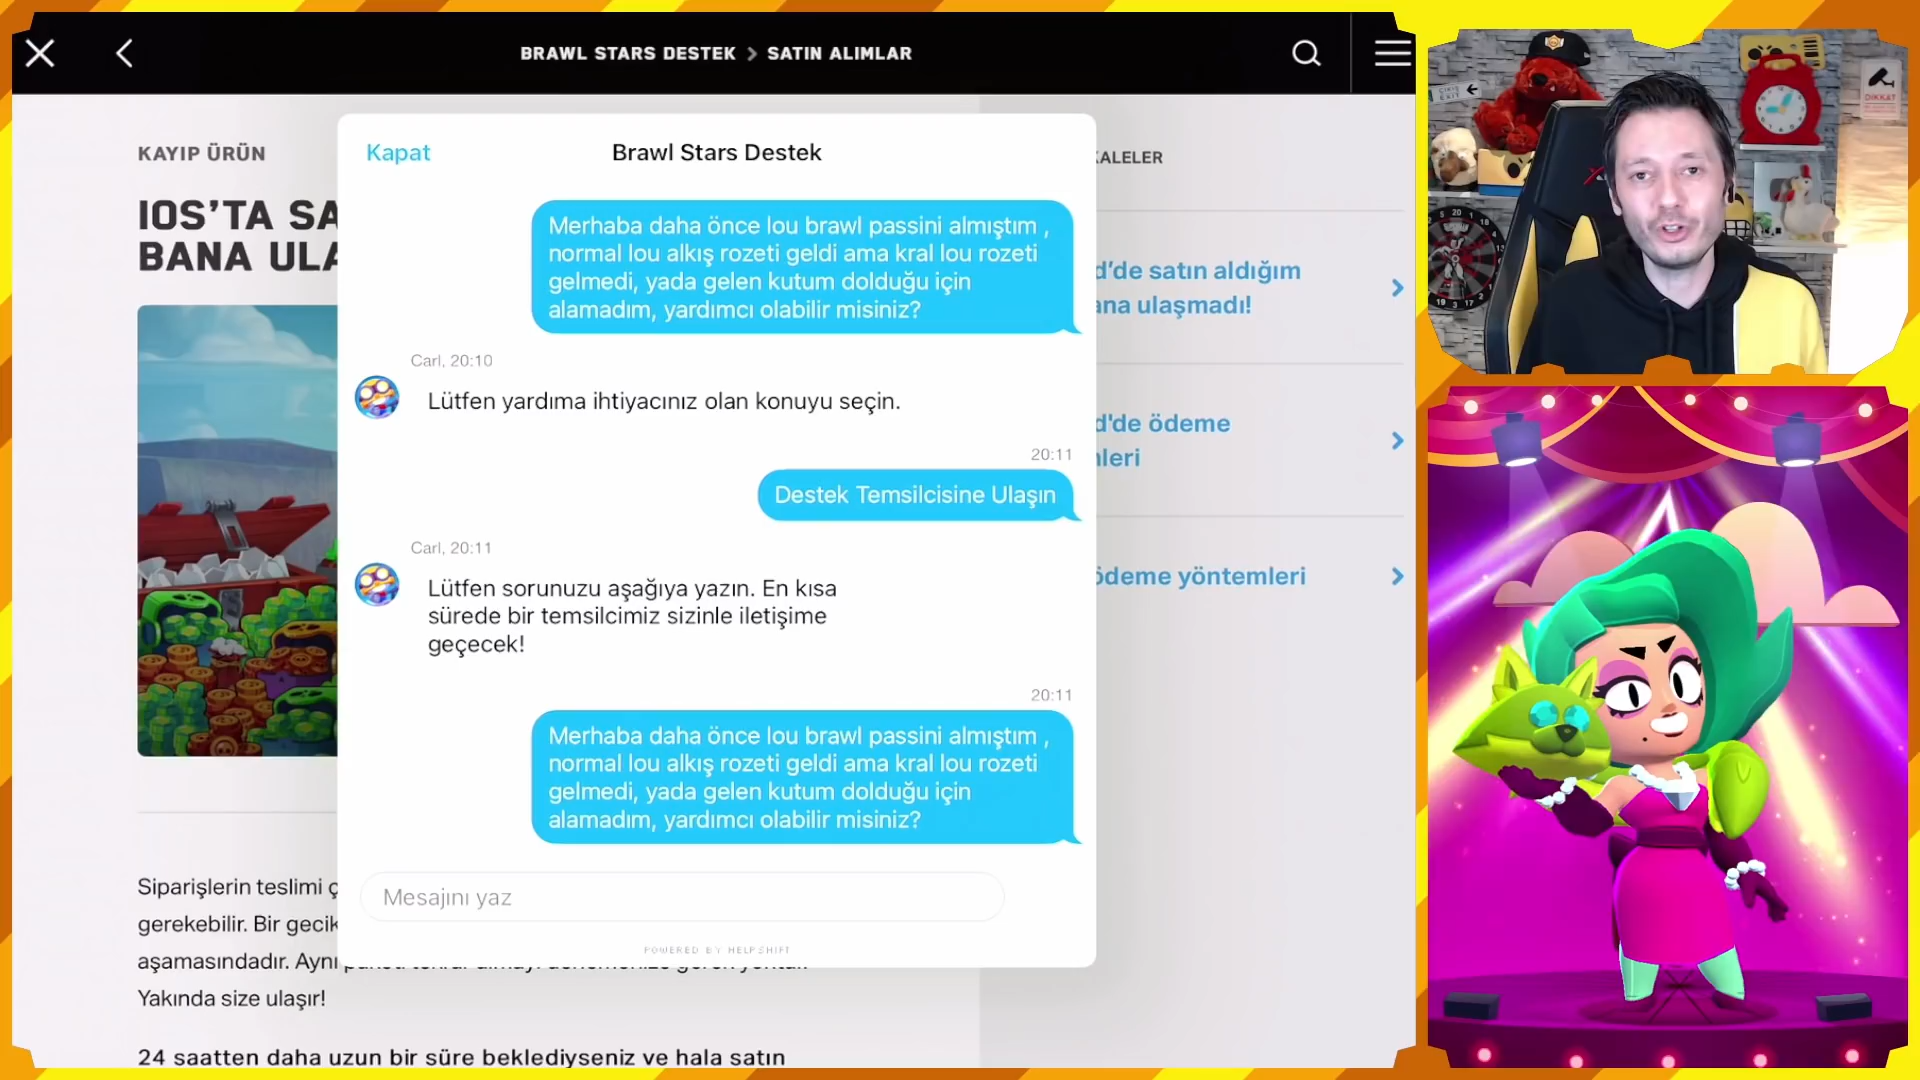 BRAWL STARS DESTEK > SATIN ALIMLAR
KAYIP ÜRÜN
IOS'TA SA
BANA ULA
Siparişlerin teslimi
gerekebilir. Bir gecik
aşamasındadır. Aynı
Yakında size ulaşır!
24 saatten daha uzun bir süre beklediyseniz ve hala satın
Kapat
Brawl Stars Destek
Merhaba daha önce lou brawl passini almıştım ,
normal lou alkış rozeti geldi ama kral lou rozeti
gelmedi, yada gelen kutum dolduğu için
alamadım, yardımcı olabilir misiniz?
Carl, 20:10
Lütfen yardıma ihtiyacınız olan konuyu seçin.
20:11
Destek Temsilcisine Ulaşın
Carl, 20:11
Lütfen sorunuzu aşağıya yazın. En kısa
sürede bir temsilcimiz sizinle iletişime
geçecek!
20:11
Merhaba daha önce lou brawl passini almıştım ,
normal lou alkış rozeti geldi ama kral lou rozeti
gelmedi, yada gelen kutum dolduğu için
alamadım, yardımcı olabilir misiniz?
Mesajını yaz
POWERED BY HELPSHIFT
KALELER
d'de satın aldığım
ana ulaşmadı!
d'de ödeme
leri
ödeme yöntemleri
EXIT
DIKKAT